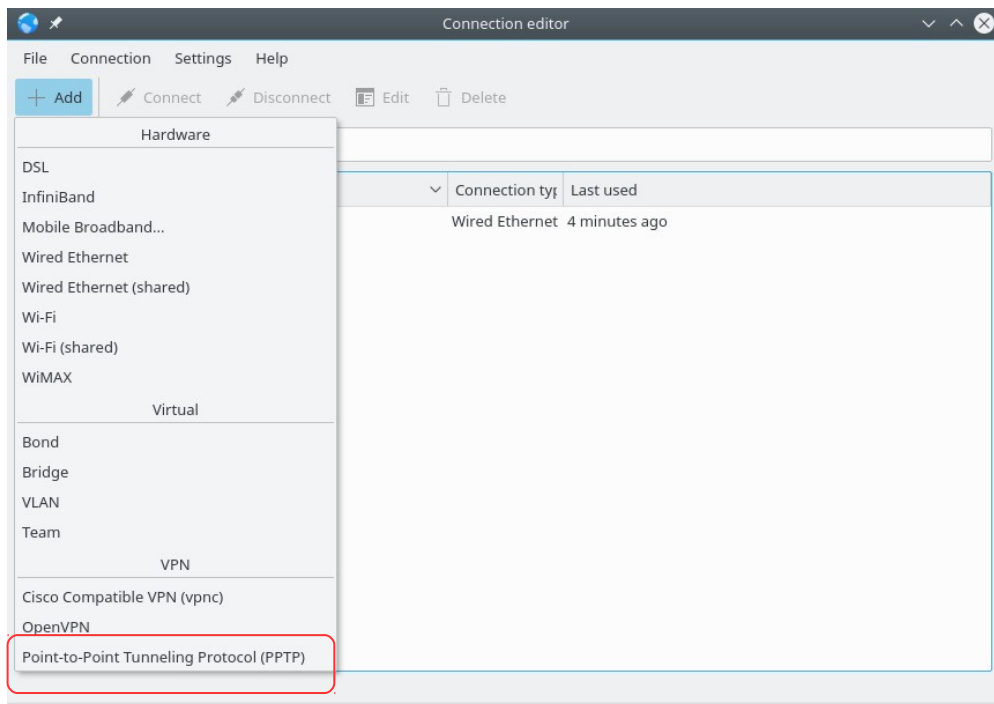 Connection editor
File Connection Settings Help
Add Connect Disconnect Edit Delete
Hardware
DSL
InfiniBand
Mobile Broadband...
Wired Ethernet
Wired Ethernet (shared)
Wi-Fi
Wi-Fi (shared)
WiMAX
Virtual
Bond
Bridge
VLAN
Team
VPN
Cisco Compatible VPN (vpnc)
OpenVPN
Point-to-Point Tunneling Protocol (PPTP)
Connection typ Last used
Wired Ethernet 4 minutes ago